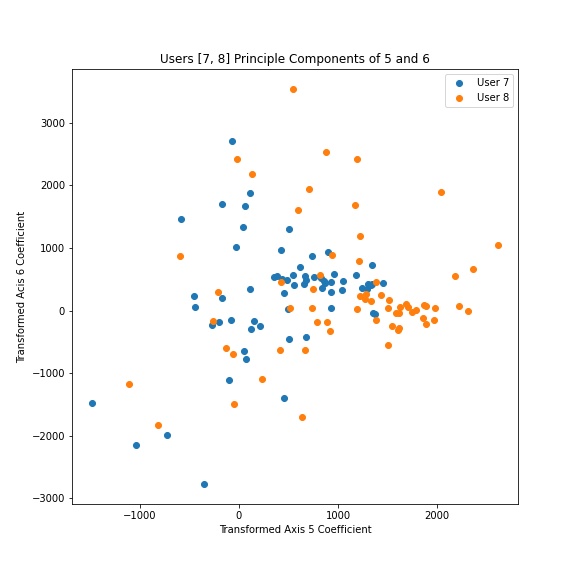 Users [7, 8] Principle Components of 5 and 6
User 7
User 8
3000
2000
1000
0
−1000
−2000
−3000
Transformed Acis 6 Coefficient
−1000
0
1000
2000
Transformed Axis 5 Coefficient